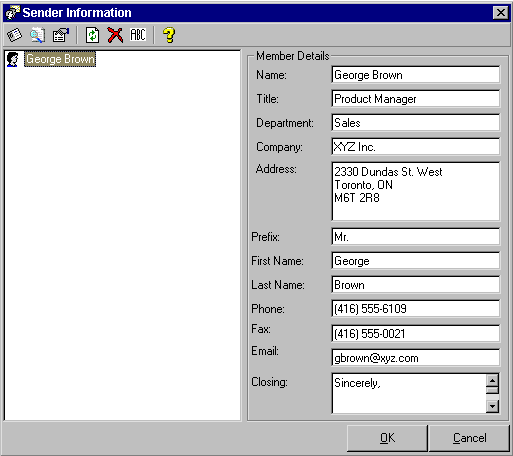 Sender Information
ABC
George Brown
Member Details
Name: George Brown
Title: Product Manager
Department: Sales
Company: XYZ Inc.
Address: 2330 Dundas St. West
Toronto, ON
M6T 2R8
Prefix: Mr.
First Name: George
Last Name: Brown
Phone: (416) 555-6109
Fax: (416) 555-0021
Email: gbrown@xyz.com
Closing: Sincerely,
OK Cancel